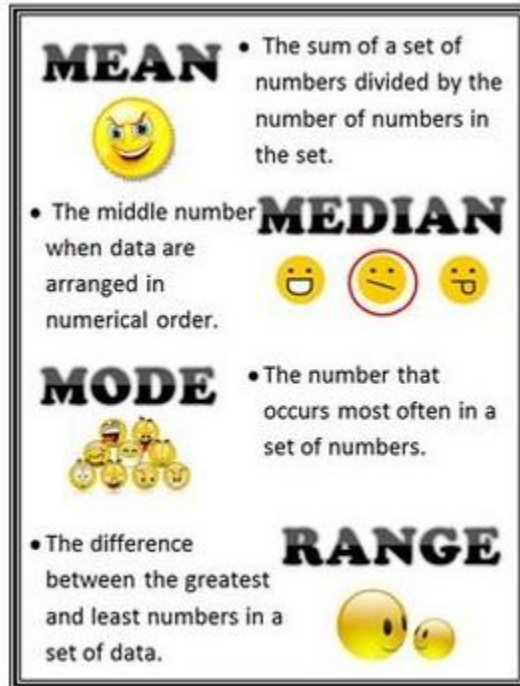 MEAN
• The sum of a set of
numbers divided by the
number of numbers in
the set.
• The middle number
when data are
arranged in
numerical order.
MEDIAN
MODE
• The number that
occurs most often in a
set of numbers.
• The difference
between the greatest
and least numbers in a
set of data.
RANGE